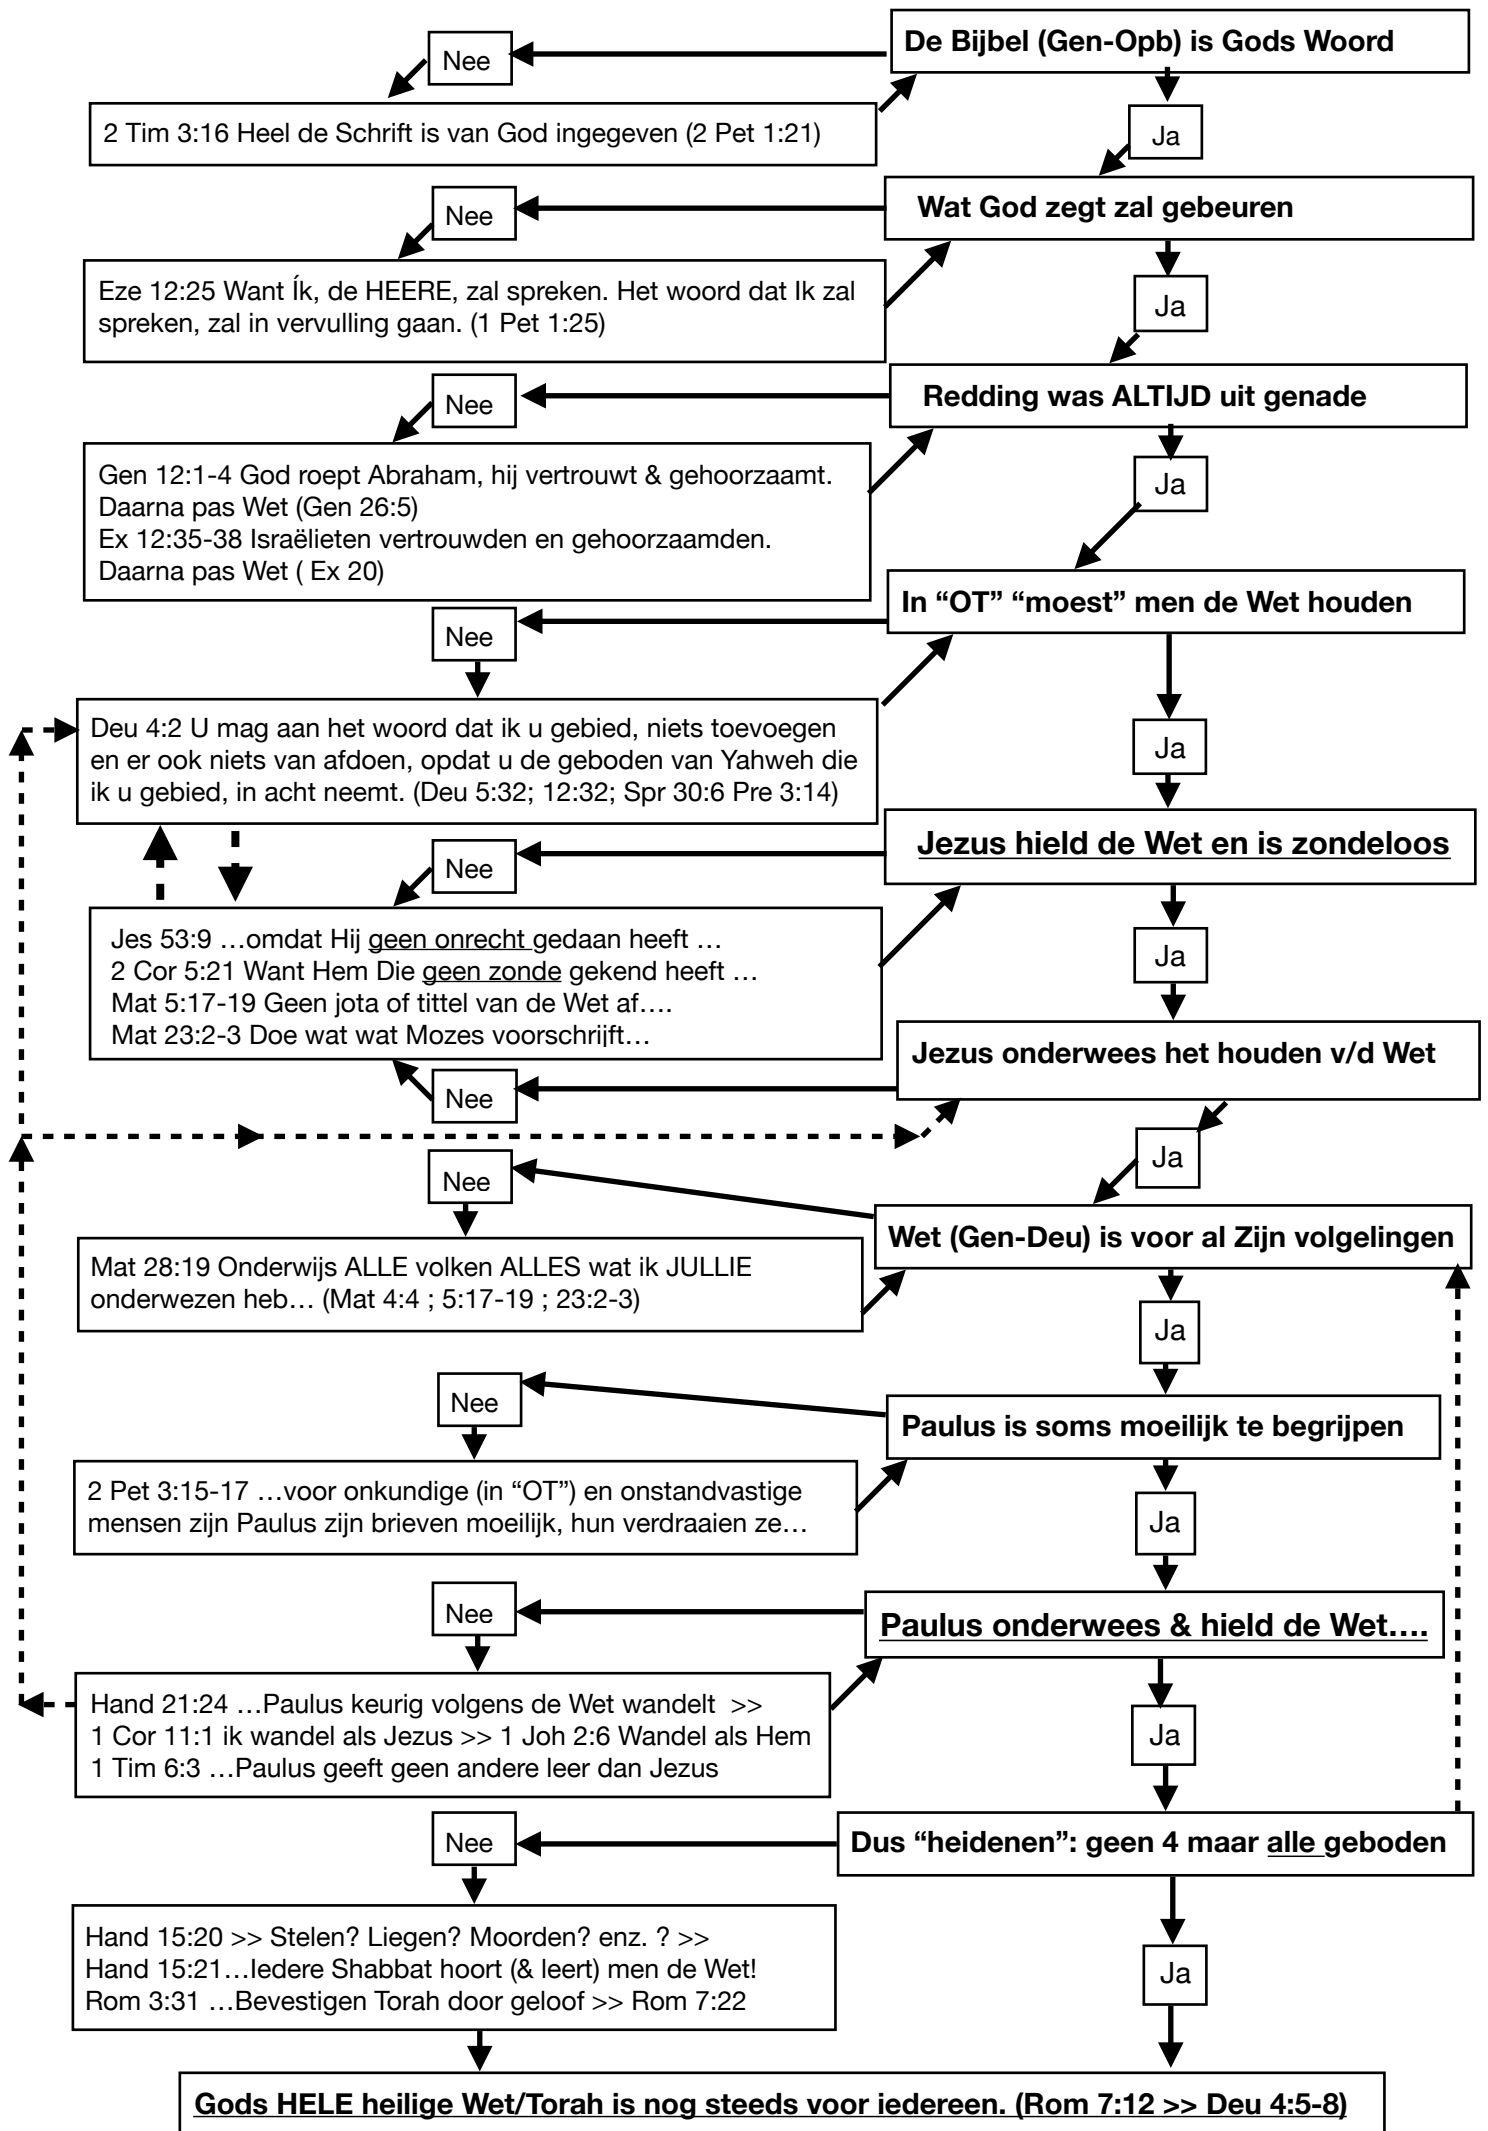 De Bijbel (Gen-Opb) is Gods Woord
Nee
2 Tim 3:16 Heel de Schrift is van God ingegeven (2 Pet 1:21)
Ja
Wat God zegt zal gebeuren
Nee
Eze 12:25 Want Ík, de HEERE, zal spreken. Het woord dat Ik zal
spreken, zal in vervulling gaan. (1 Pet 1:25)
Ja
Redding was ALTIJD uit genade
Nee
Gen 12:1-4 God roept Abraham, hij vertrouwt & gehoorzaamt.
Daarna pas Wet (Gen 26:5)
Ex 12:35-38 Israëlieten vertrouwden en gehoorzaamden.
Daarna pas Wet ( Ex 20)
Ja
In “OT” “moest” men de Wet houden
Nee
Deu 4:2 U mag aan het woord dat ik u gebied, niets toevoegen
en er ook niets van afdoen, opdat u de geboden van Yahweh die
ik u gebied, in acht neemt. (Deu 5:32; 12:32; Spr 30:6 Pre 3:14)
Ja
Jezus hield de Wet en is zondeloos
Nee
Jes 53:9 …omdat Hij geen onrecht gedaan heeft …
2 Cor 5:21 Want Hem Die geen zonde gekend heeft …
Mat 5:17-19 Geen jota of tittel van de Wet af….
Mat 23:2-3 Doe wat wat Mozes voorschrijft…
Ja
Jezus onderwees het houden v/d Wet
Nee
Ja
Wet (Gen-Deu) is voor al Zijn volgelingen
Nee
Mat 28:19 Onderwijs ALLE volken ALLES wat ik JULLIE
onderwezen heb… (Mat 4:4 ; 5:17-19 ; 23:2-3)
Ja
Paulus is soms moeilijk te begrijpen
Nee
2 Pet 3:15-17 …voor onkundige (in “OT”) en onstandvastige
mensen zijn Paulus zijn brieven moeilijk, hun verdraaien ze…
Ja
Paulus onderwees & hield de Wet….
Nee
Hand 21:24 …Paulus keurig volgens de Wet wandelt >>
1 Cor 11:1 ik wandel als Jezus >> 1 Joh 2:6 Wandel als Hem
1 Tim 6:3 …Paulus geeft geen andere leer dan Jezus
Ja
Dus “heidenen”: geen 4 maar alle geboden
Nee
Hand 15:20 >> Stelen? Liegen? Moorden? enz. ? >>
Hand 15:21…Iedere Shabbat hoort (& leert) men de Wet!
Rom 3:31 …Bevestigen Torah door geloof >> Rom 7:22
Ja
Gods HELE heilige Wet/Torah is nog steeds voor iedereen. (Rom 7:12 >> Deu 4:5-8)